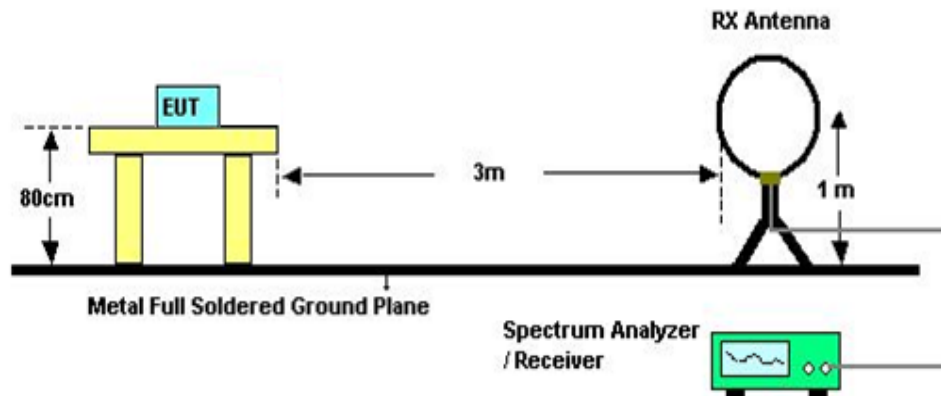 RX Antenna
EUT
80cm
3m
1 m
Metal Full Soldered Ground Plane
Spectrum Analyzer
/ Receiver